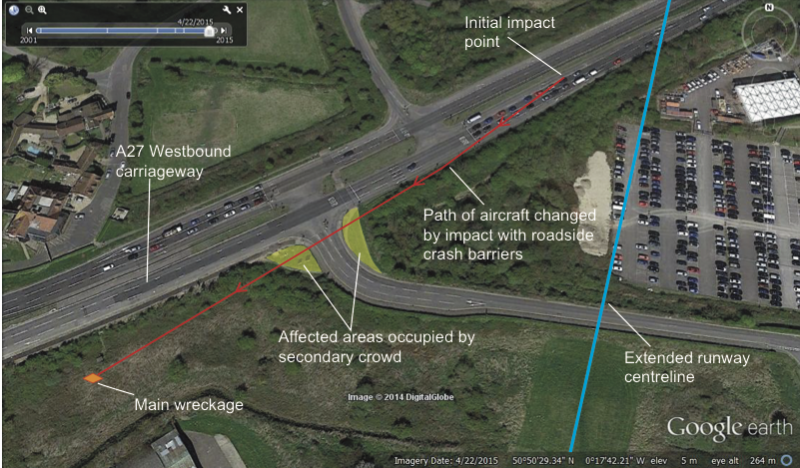 4/22/2015
2001
2015
N
Initial impact
point
A27 Westbound
carriageway
Path of aircraft changed
by impact with roadside
crash barriers
Affected areas occupied by
secondary crowd
Extended runway
centreline
Main wreckage
Image © 2014 DigitalGlobe
Google earth
Imagery Date: 4/22/2015 50°50'29.34" N 0°17'42.21" W elev 5 m eye alt 264 m